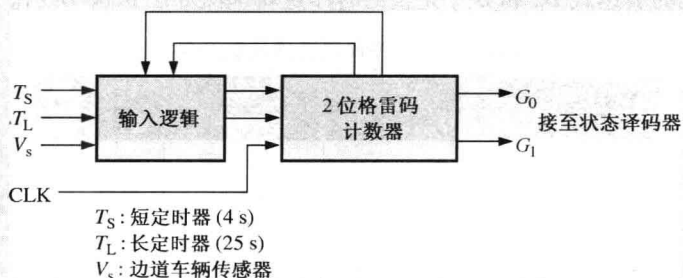 T_S
T_L
V_s
CLK
输入逻辑
2 位格雷码
计数器
G_0
G_1
接至状态译码器
T_S: 短定时器 (4 s)
T_L: 长定时器 (25 s)
V_s: 边道车辆传感器